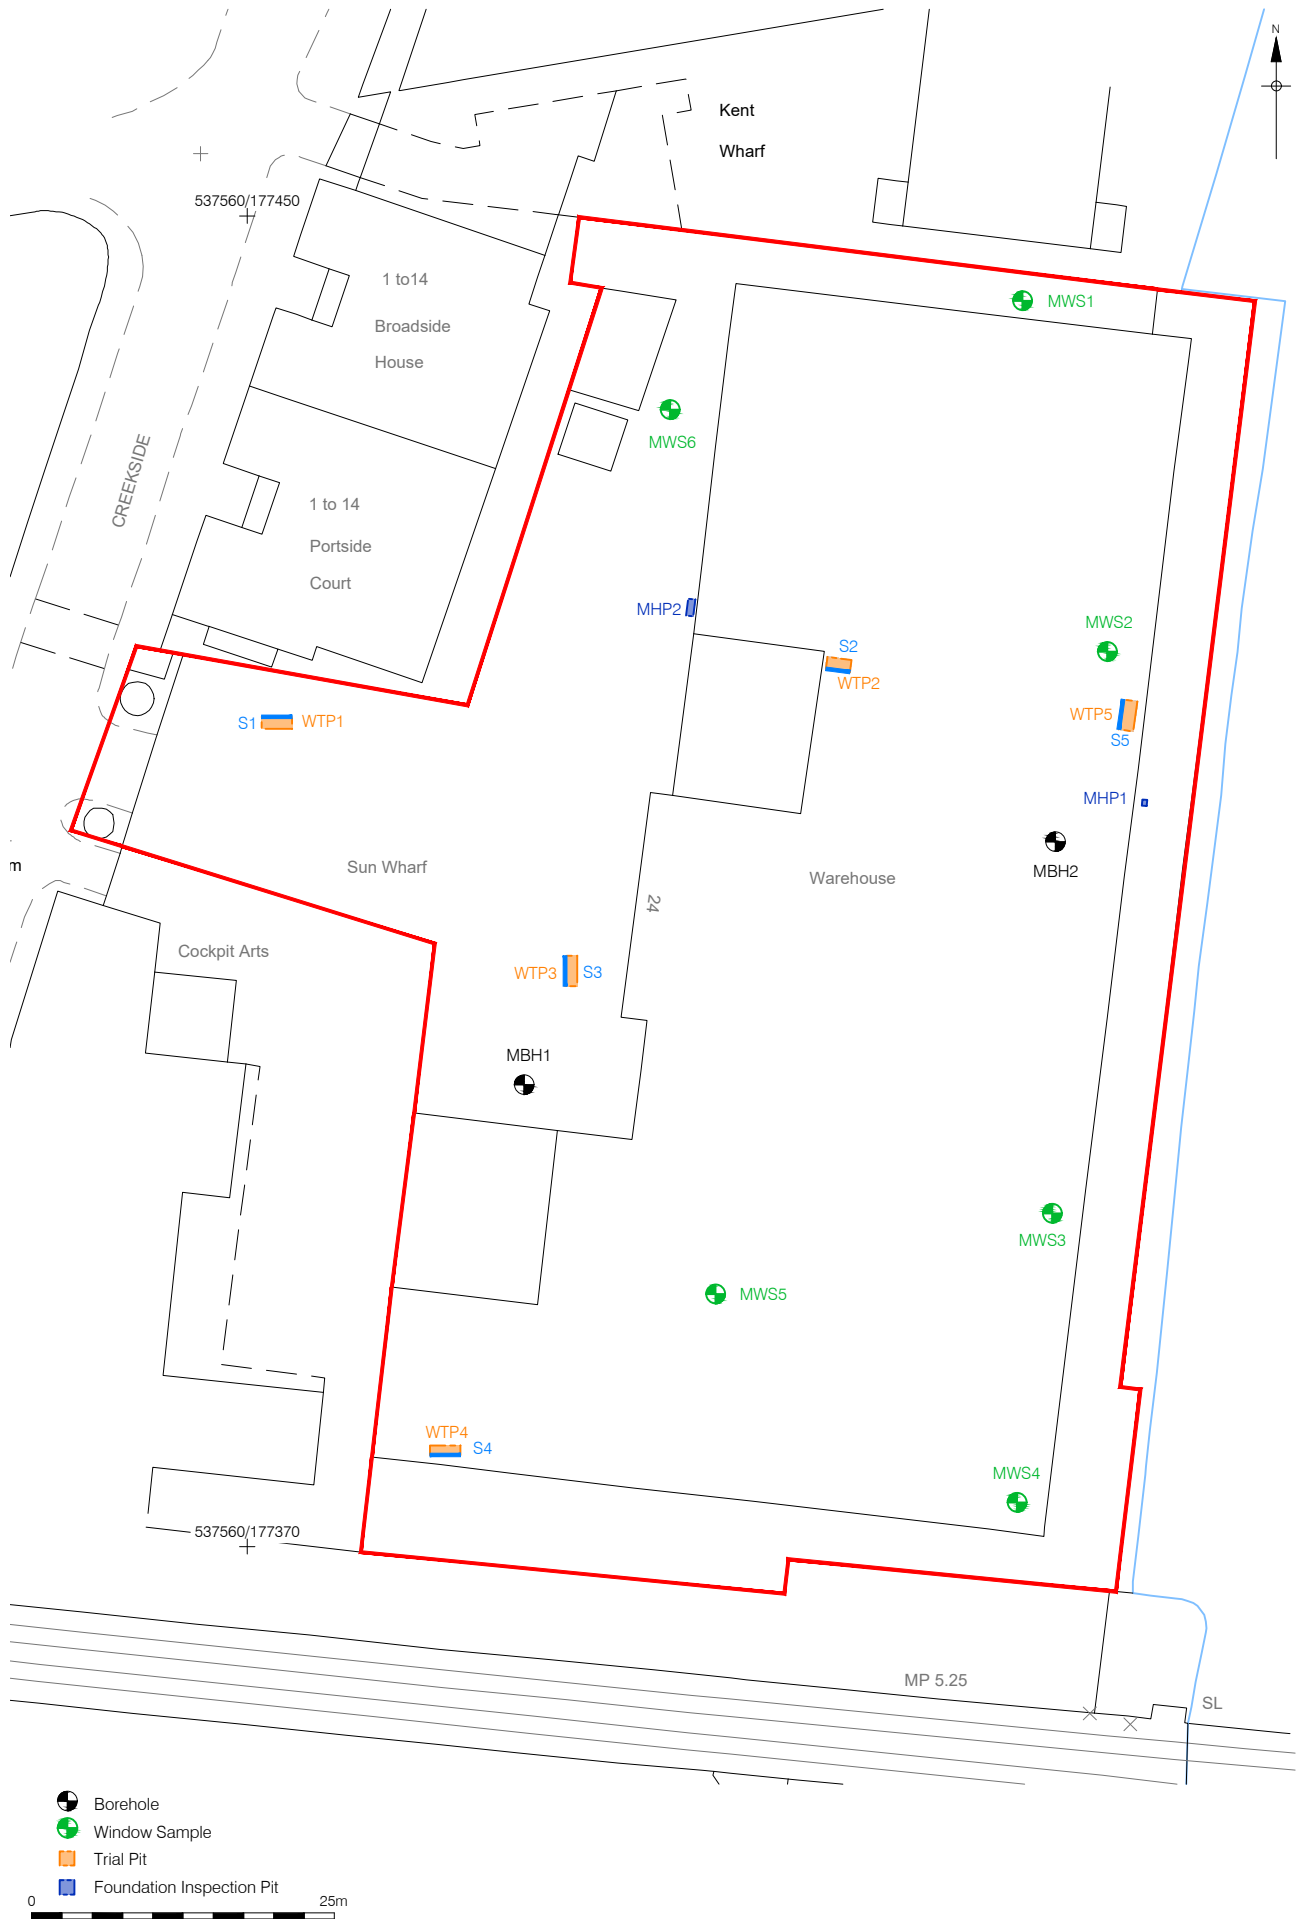 N
Kent
Wharf
537560/177450
1 to14
Broadside
House
MWS1
MWS6
CREEKSIDE
1 to 14
Portside
Court
MHP2
MWS2
S2
WTP2
S1 WTP1
WTP5
S5
MHP1
MBH2
m
Sun Wharf
Warehouse
24
Cockpit Arts
WTP3 S3
MBH1
MWS3
MWS5
WTP4
S4
MWS4
537560/177370
MP 5.25
SL
Borehole
Window Sample
Trial Pit
Foundation Inspection Pit
0 25m